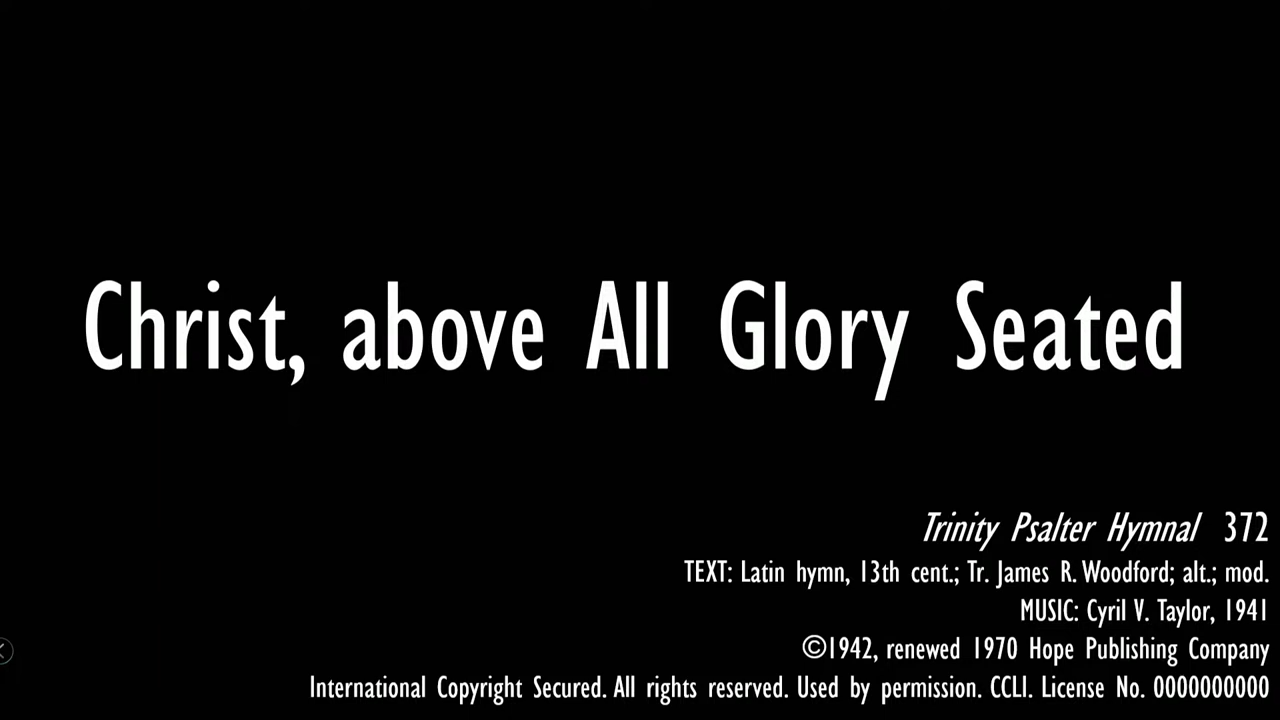 Christ, above All Glory Seated
Trinity Psalter Hymnal 372
TEXT: Latin hymn, 13th cent.; Tr. James R. Woodford; alt.; mod.
MUSIC: Cyril V. Taylor, 1941
©1942, renewed 1970 Hope Publishing Company
International Copyright Secured. All rights reserved. Used by permission. CCLI. License No. 0000000000